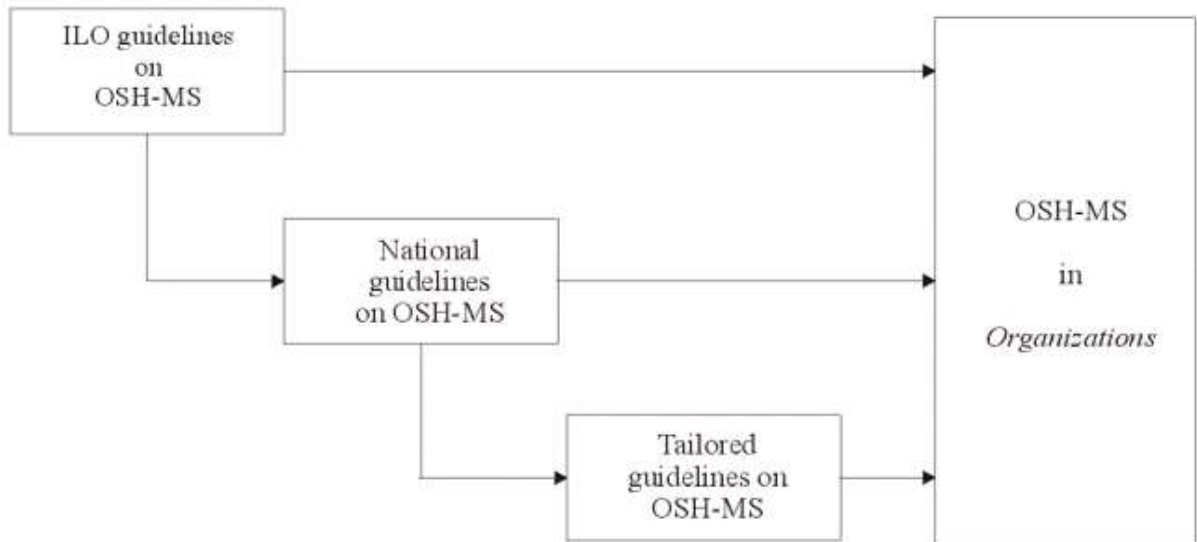 ILO guidelines
on
OSH-MS
National
guidelines
on OSH-MS
Tailored
guidelines on
OSH-MS
OSH-MS
in
Organizations